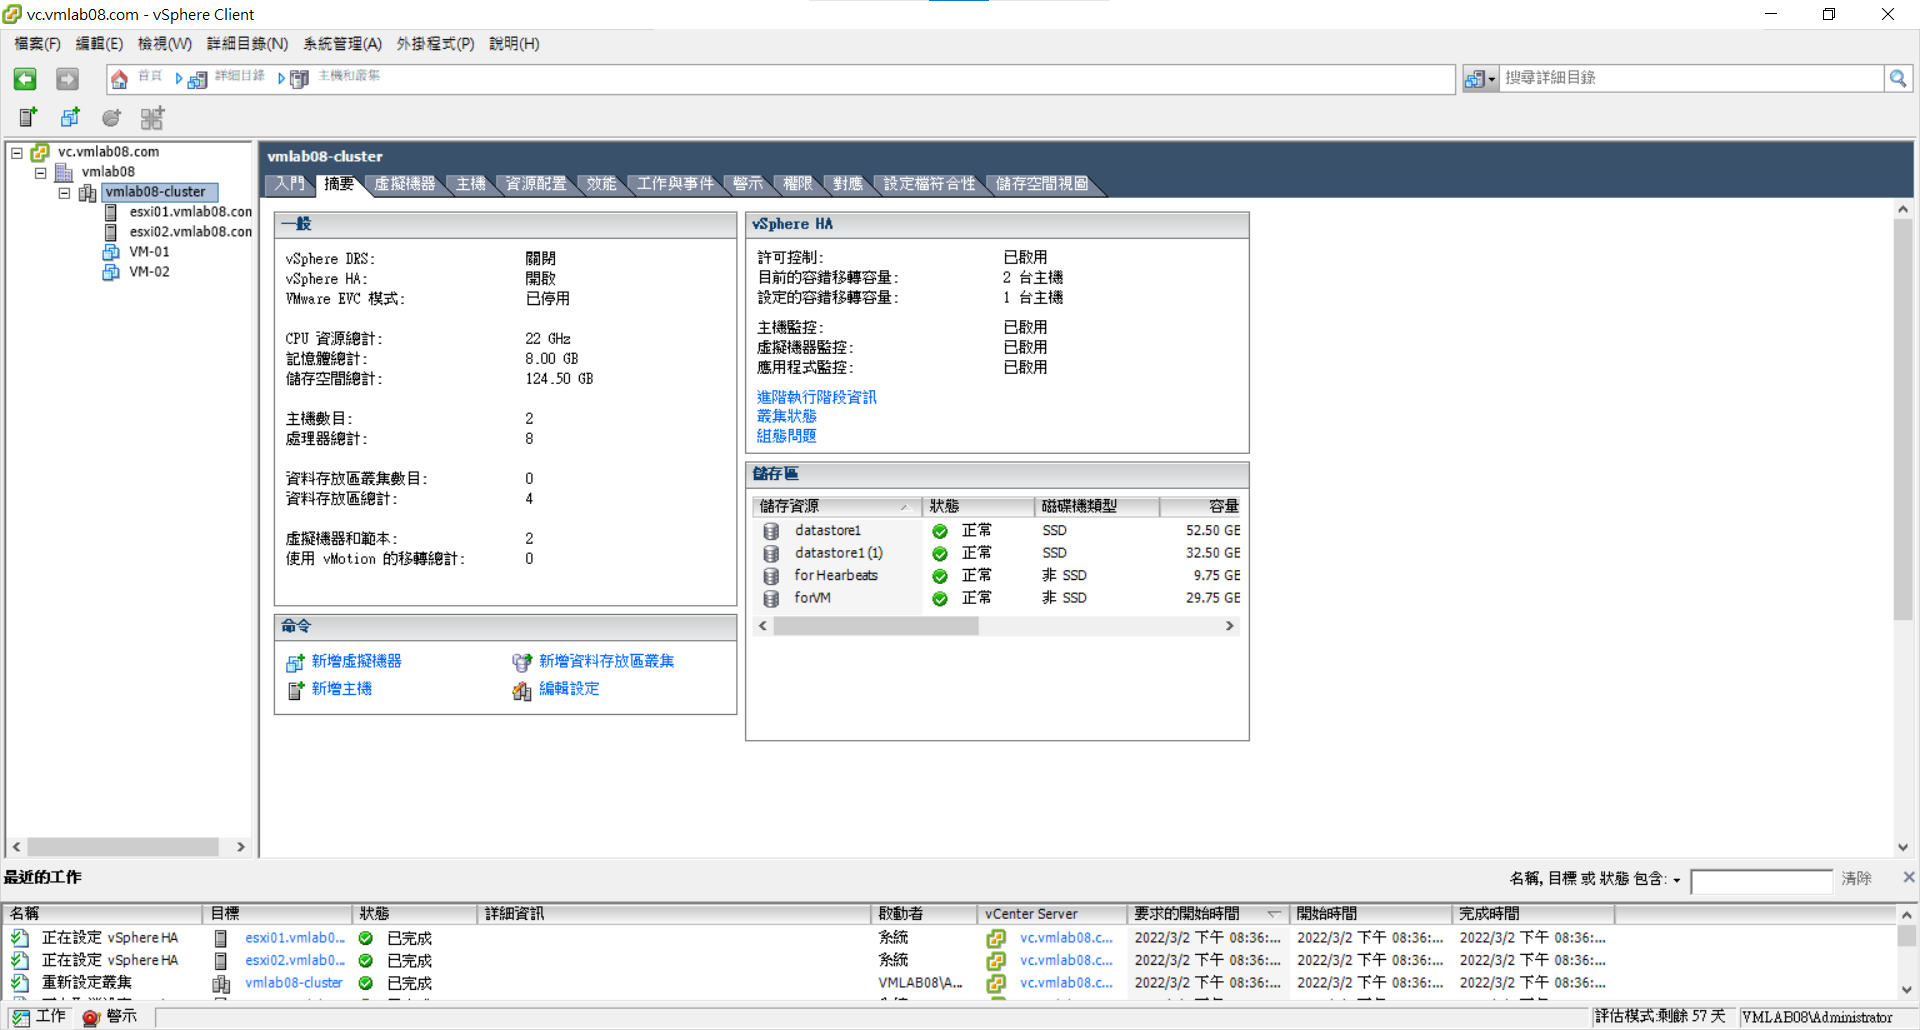 vc.vmlab08.com - vSphere Client
檔案(F) 編輯(E) 檢視(W) 詳細目錄(N) 系統管理(A) 外掛程式(P) 說明(H)
首頁 詳細目錄 主機和叢集 搜尋詳細目錄
vc.vmlab08.com
vmlab08
vmlab08-cluster
esxi01.vmlab08.con
esxi02.vmlab08.con
VM-01
VM-02
vmlab08-cluster
入門 摘要 虛擬機器 主機 資源配置 效能 工作與事件 警示 權限 對應 設定檔符合性 儲存空間視圖
一般
vSphere DRS: 關閉
vSphere HA: 開啟
VMware EVC 模式: 已停用
CPU 資源總計: 22 GHz
記憶體總計: 8.00 GB
儲存空間總計: 124.50 GB
主機數目: 2
處理器總計: 8
資料存放區叢集數目: 0
資料存放區總計: 4
虛擬機器和範本: 2
使用 vMotion 的移轉總計: 0
命令
新增虛擬機器 新增資料存放區叢集
新增主機 編輯設定
vSphere HA
許可控制: 已啟用
目前的容錯移轉容量: 2 台主機
設定的容錯移轉容量: 1 台主機
主機監控: 已啟用
虛擬機器監控: 已啟用
應用程式監控: 已啟用
進階執行階段資訊
叢集狀態
組態問題
儲存區
儲存資源 狀態 磁碟機類型 容量
datastore1 正常 SSD 52.50 GE
datastore1 (1) 正常 SSD 32.50 GE
for Hearbeats 正常 非 SSD 9.75 GE
forVM 正常 非 SSD 29.75 GE
最近的工作 名稱, 目標 或 狀態 包含: 清除
名稱 目標 狀態 詳細資訊 啟動者 vCenter Server 要求的開始時間 開始時間 完成時間
正在設定 vSphere HA esxi01.vmlab0... 已完成 系統 vc.vmlab08.c... 2022/3/2 下午 08:36:... 2022/3/2 下午 08:36:... 2022/3/2 下午 08:36:...
正在設定 vSphere HA esxi02.vmlab0... 已完成 系統 vc.vmlab08.c... 2022/3/2 下午 08:36:... 2022/3/2 下午 08:36:... 2022/3/2 下午 08:36:...
重新設定叢集 vmlab08-cluster 已完成 VMLAB08\A... vc.vmlab08.c... 2022/3/2 下午 08:36:... 2022/3/2 下午 08:36:... 2022/3/2 下午 08:36:...
工作 警示 評估模式:剩餘 57 天 VMLAB08\Administrator